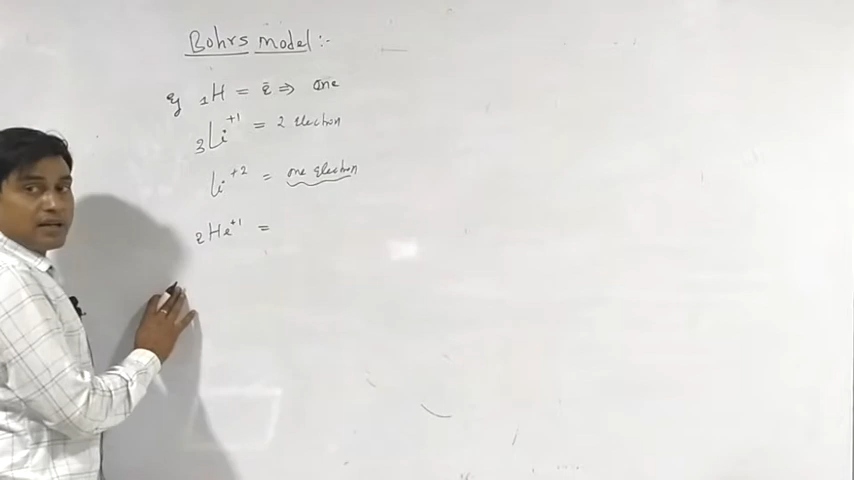 Bohrs model :-
eg ₁H = ē ⇒ One
₃Li⁺¹ = 2 electron
Li⁺² = one electron
₂He⁺¹ =